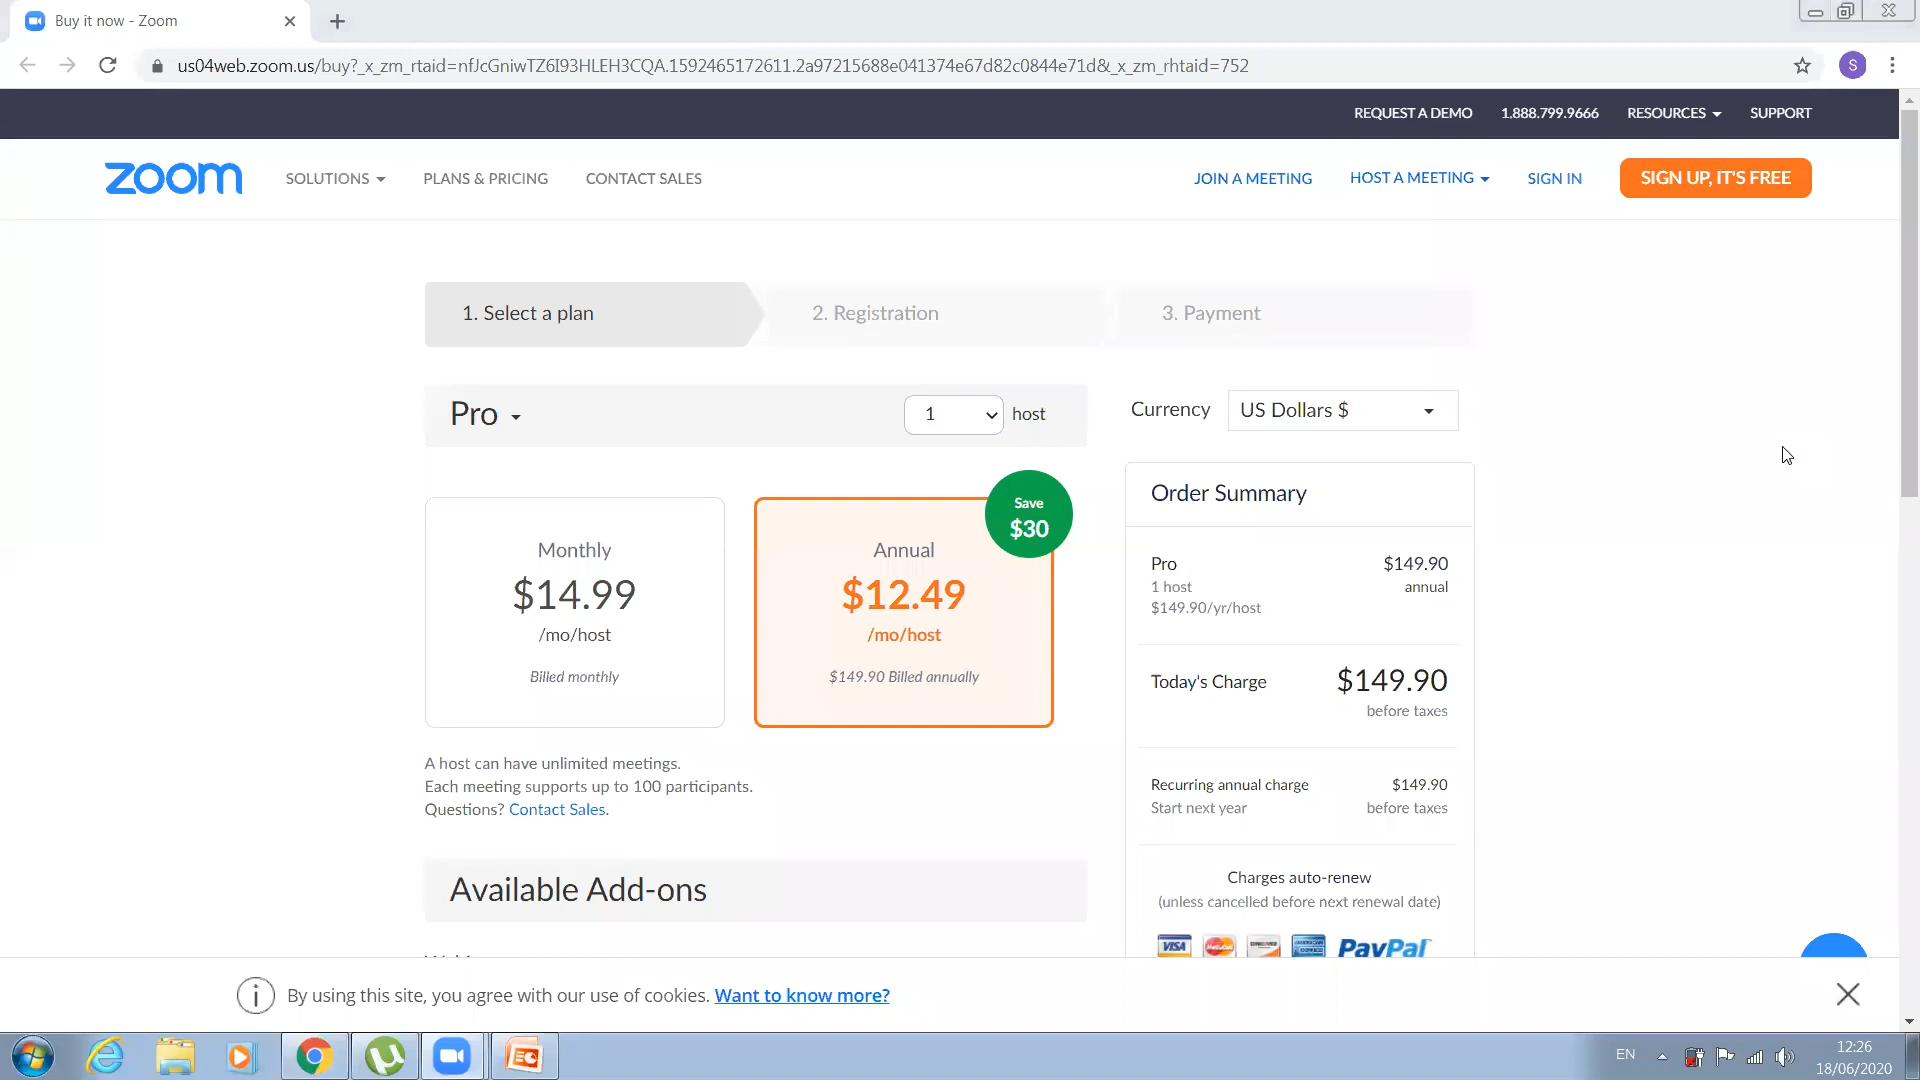 Buy it now - Zoom
us04web.zoom.us/buy?_x_zm_rtaid=nfJcGniwTZ6I93HLEH3CQA.1592465172611.2a97215688e041374e67d82c0844e71d&_x_zm_rhtaid=752
S
REQUEST A DEMO 1.888.799.9666 RESOURCES SUPPORT
zoom SOLUTIONS PLANS & PRICING CONTACT SALES JOIN A MEETING HOST A MEETING SIGN IN SIGN UP, IT'S FREE
1. Select a plan 2. Registration 3. Payment
Pro 1 host
Currency US Dollars $
Save
$30
Monthly
$14.99
/mo/host
Billed monthly
Annual
$12.49
/mo/host
$149.90 Billed annually
A host can have unlimited meetings.
Each meeting supports up to 100 participants.
Questions? Contact Sales.
Available Add-ons
Order Summary
Pro $149.90
1 host annual
$149.90/yr/host
Today's Charge $149.90
before taxes
Recurring annual charge $149.90
Start next year before taxes
Charges auto-renew
(unless cancelled before next renewal date)
VISA MasterCard PayPal
By using this site, you agree with our use of cookies. Want to know more?
EN
12:26
18/06/2020